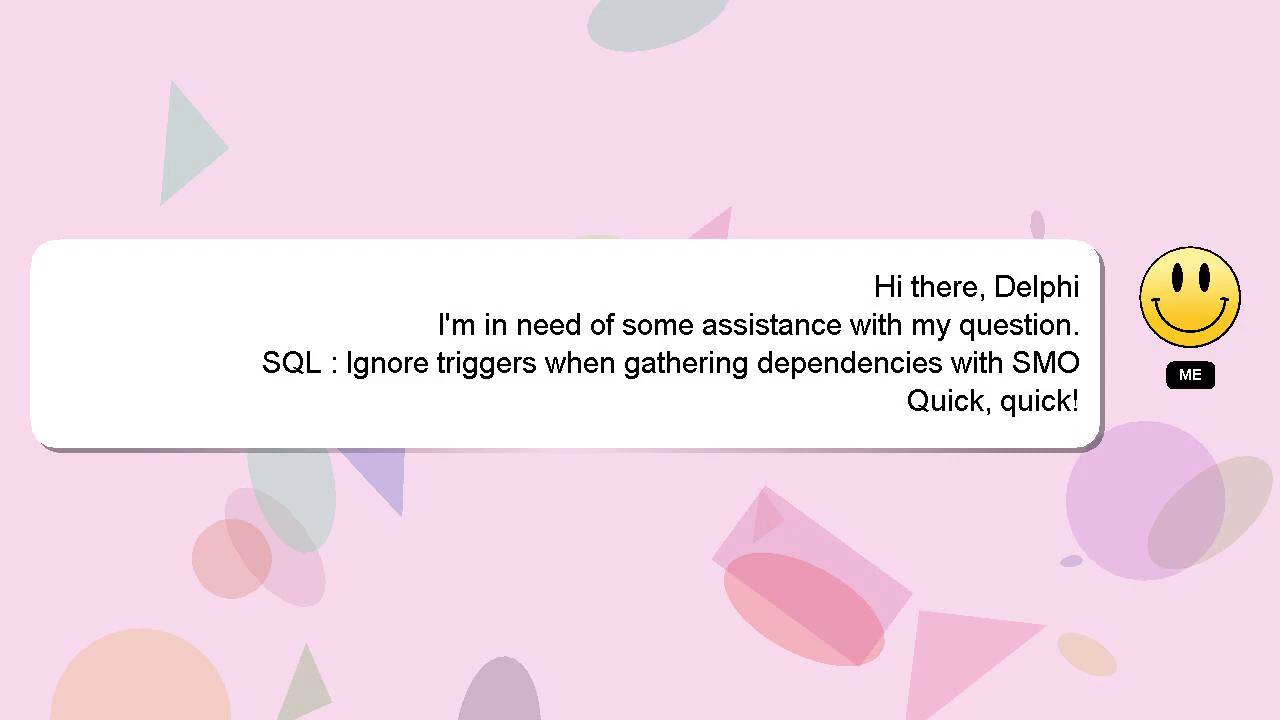 Hi there, Delphi
I'm in need of some assistance with my question.
SQL : Ignore triggers when gathering dependencies with SMO
Quick, quick!
ME